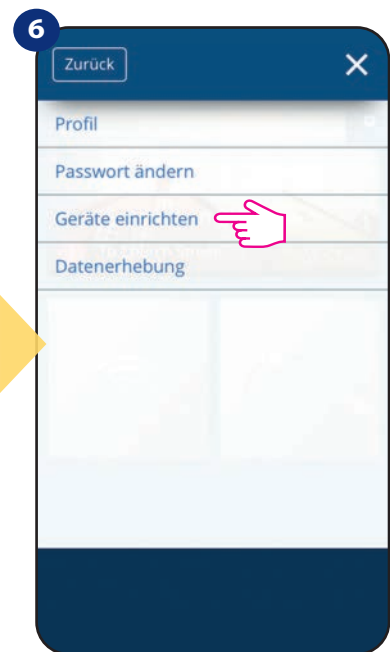 6
Zurück
Profil
Passwort ändern
Geräte einrichten
Datenerhebung